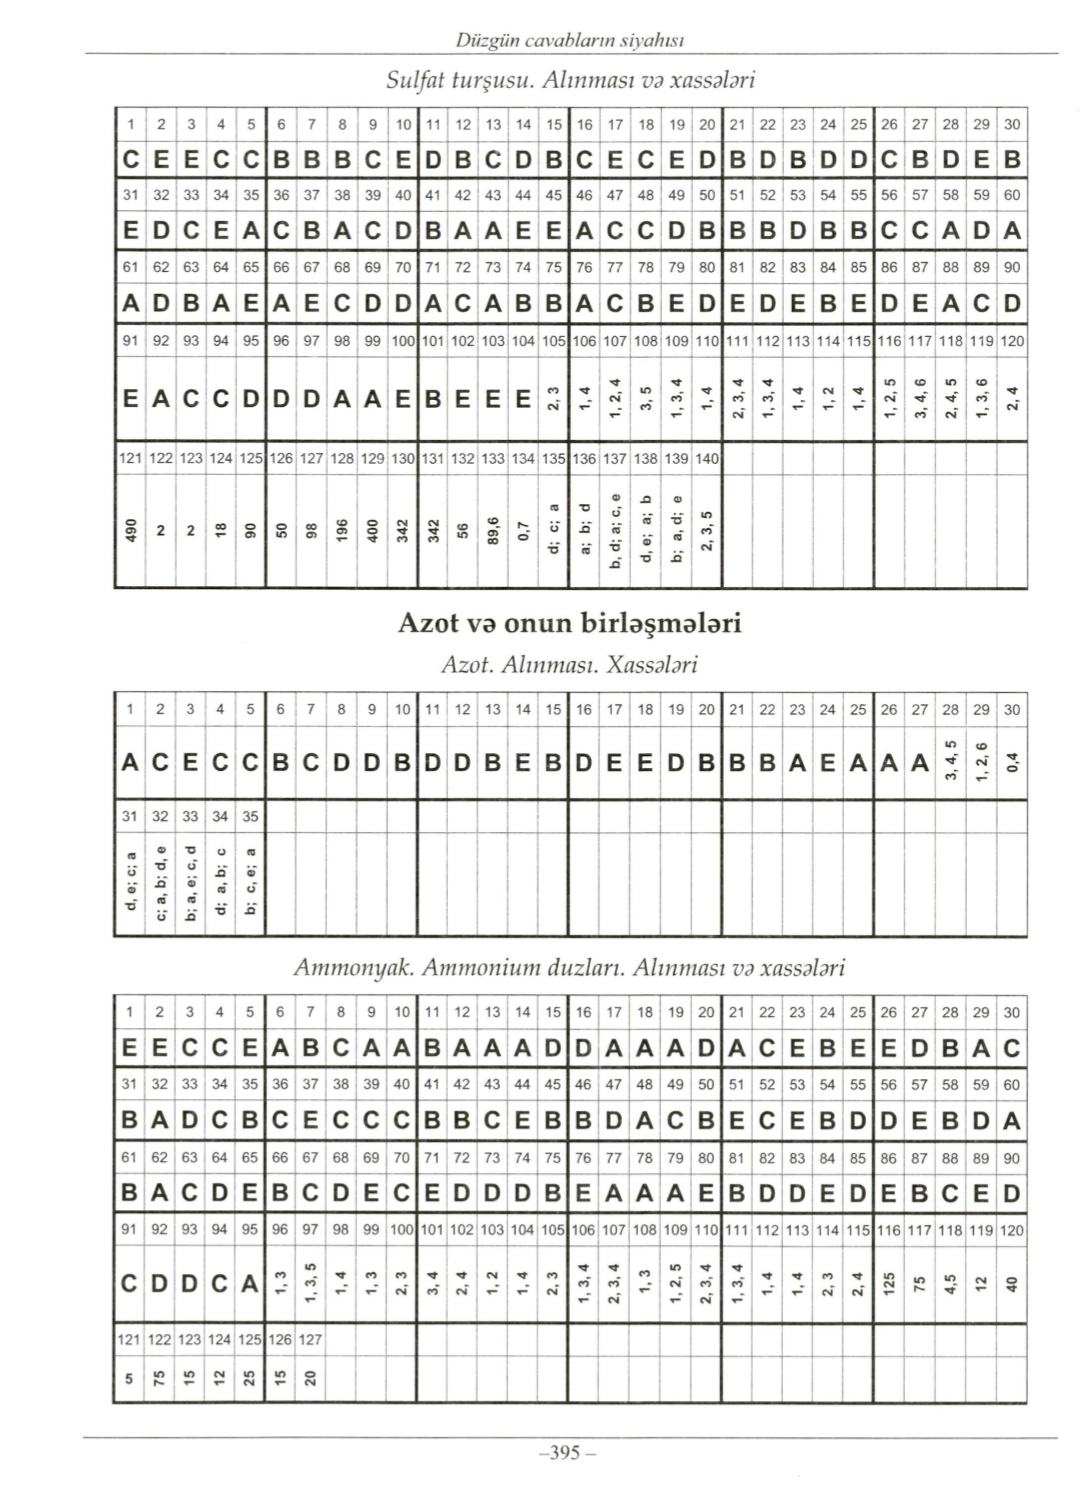 Düzgün cavabların siyahısı
Sulfat turşusu. Alınması və xassələri
1 2 3 4 5 6 7 8 9 10 11 12 13 14 15 16 17 18 19 20 21 22 23 24 25 26 27 28 29 30
C E E C C B B B C E D B C D B C E C E D B D B D D C B D E B
31 32 33 34 35 36 37 38 39 40 41 42 43 44 45 46 47 48 49 50 51 52 53 54 55 56 57 58 59 60
E D C E A C B A C D B A A E E A C C D B B B D B B C C A D A
61 62 63 64 65 66 67 68 69 70 71 72 73 74 75 76 77 78 79 80 81 82 83 84 85 86 87 88 89 90
A D B A E A E C D D A C A B B A C B E D E D E B E D E A C D
91 92 93 94 95 96 97 98 99 100 101 102 103 104 105 106 107 108 109 110 111 112 113 114 115 116 117 118 119 120
E A C C D D D A A E B E E E 2, 3 1, 4 1, 2, 4 3, 5 1, 3, 4 1, 4 2, 3, 4 1, 3, 4 1, 4 1, 2 1, 4 1, 2, 5 3, 4, 6 2, 4, 5 1, 3, 6 2, 4
121 122 123 124 125 126 127 128 129 130 131 132 133 134 135 136 137 138 139 140
490 2 2 18 90 50 98 196 400 342 342 56 89,6 0,7 d; c; a a; b; d b, d; a; c, e d, e; a; b b; a, d; e 2, 3, 5
Azot və onun birləşmələri
Azot. Alınması. Xassələri
1 2 3 4 5 6 7 8 9 10 11 12 13 14 15 16 17 18 19 20 21 22 23 24 25 26 27 28 29 30
A C E C C B C D D B D D B E B D E E D B B B A E A A A 3, 4, 5 1, 2, 6 0,4
31 32 33 34 35
d, e; c; a c; a, b; d, e b; a, e; c, d d; a, b; c b; c, e; a
Ammonyak. Ammonium duzları. Alınması və xassələri
1 2 3 4 5 6 7 8 9 10 11 12 13 14 15 16 17 18 19 20 21 22 23 24 25 26 27 28 29 30
E E C C E A B C A A B A A A D D A A A D A C E B E E D B A C
31 32 33 34 35 36 37 38 39 40 41 42 43 44 45 46 47 48 49 50 51 52 53 54 55 56 57 58 59 60
B A D C B C E C C C B B C E B B D A C B E C E B D D E B D A
61 62 63 64 65 66 67 68 69 70 71 72 73 74 75 76 77 78 79 80 81 82 83 84 85 86 87 88 89 90
B A C D E B C D E C E D D D B E A A A E B D D E D E B C E D
91 92 93 94 95 96 97 98 99 100 101 102 103 104 105 106 107 108 109 110 111 112 113 114 115 116 117 118 119 120
C D D C A 1, 3 1, 3, 5 1, 4 1, 3 2, 3 3, 4 2, 4 1, 2 1, 4 2, 3 1, 3, 4 2, 3, 4 1, 3 1, 2, 5 2, 3, 4 1, 3, 4 1, 4 1, 4 2, 3 2, 4 125 75 4,5 12 40
121 122 123 124 125 126 127
5 75 15 12 25 15 20
–395 –